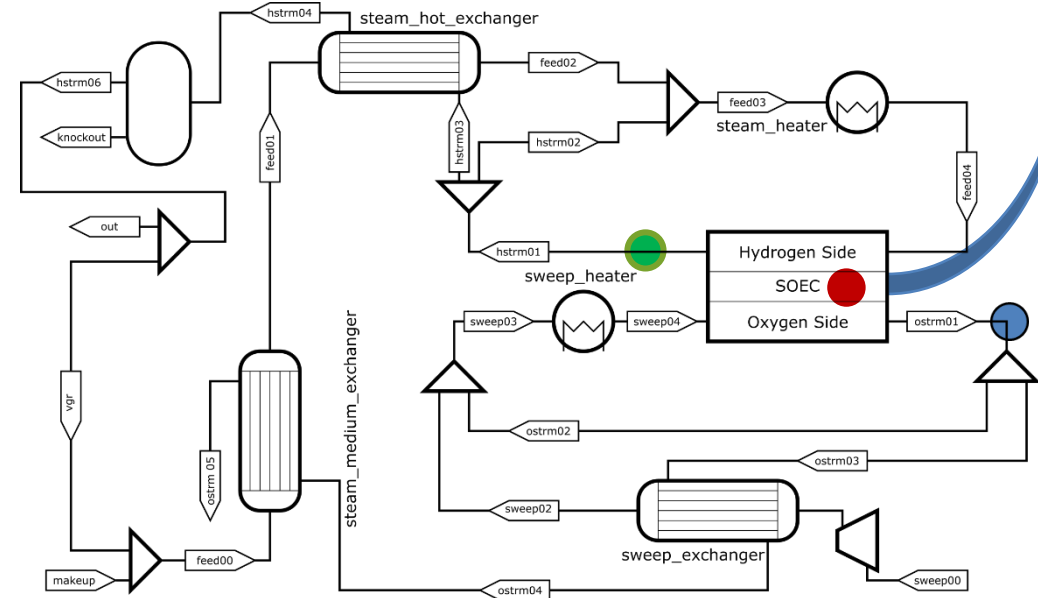 hstrm04
steam_hot_exchanger
hstrm06
knockout
feed01
hstrm03
feed02
hstrm02
feed03
steam_heater
feed04
out
hstrm01
sweep_heater
Hydrogen Side
SOEC
Oxygen Side
sweep03
sweep04
ostrm01
vgr
steam_medium_exchanger
ostrm 05
ostrm02
ostrm03
sweep02
sweep_exchanger
makeup
feed00
ostrm04
sweep00